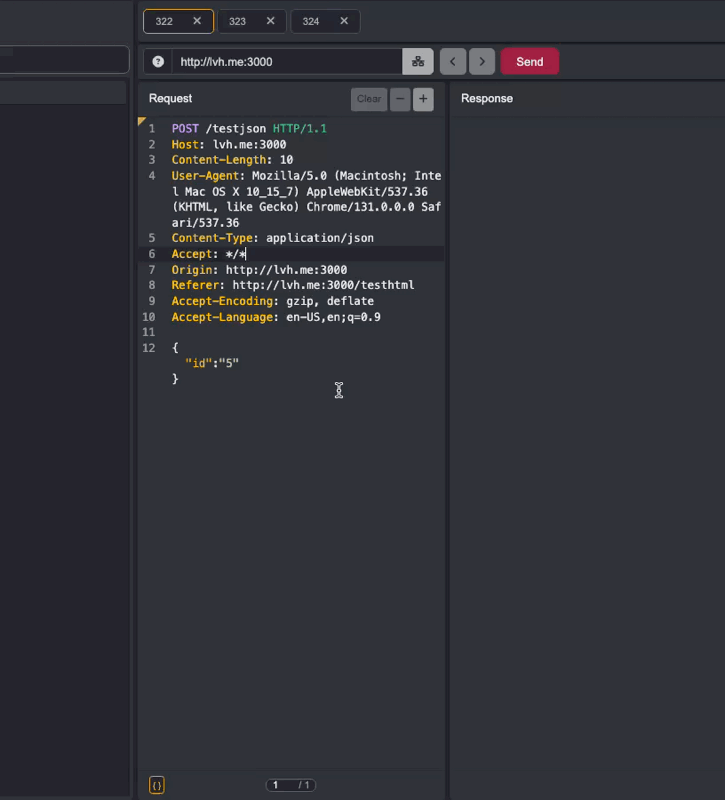 322 × 323 × 324 ×
? http://lvh.me:3000 < > Send
Request Clear − + Response
1 POST /testjson HTTP/1.1
2 Host: lvh.me:3000
3 Content-Length: 10
4 User-Agent: Mozilla/5.0 (Macintosh; Inte
l Mac OS X 10_15_7) AppleWebKit/537.36
(KHTML, like Gecko) Chrome/131.0.0.0 Saf
ari/537.36
5 Content-Type: application/json
6 Accept: */*
7 Origin: http://lvh.me:3000
8 Referer: http://lvh.me:3000/testhtml
9 Accept-Encoding: gzip, deflate
10 Accept-Language: en-US,en;q=0.9
11
12 {
"id":"5"
}
{} 1 / 1